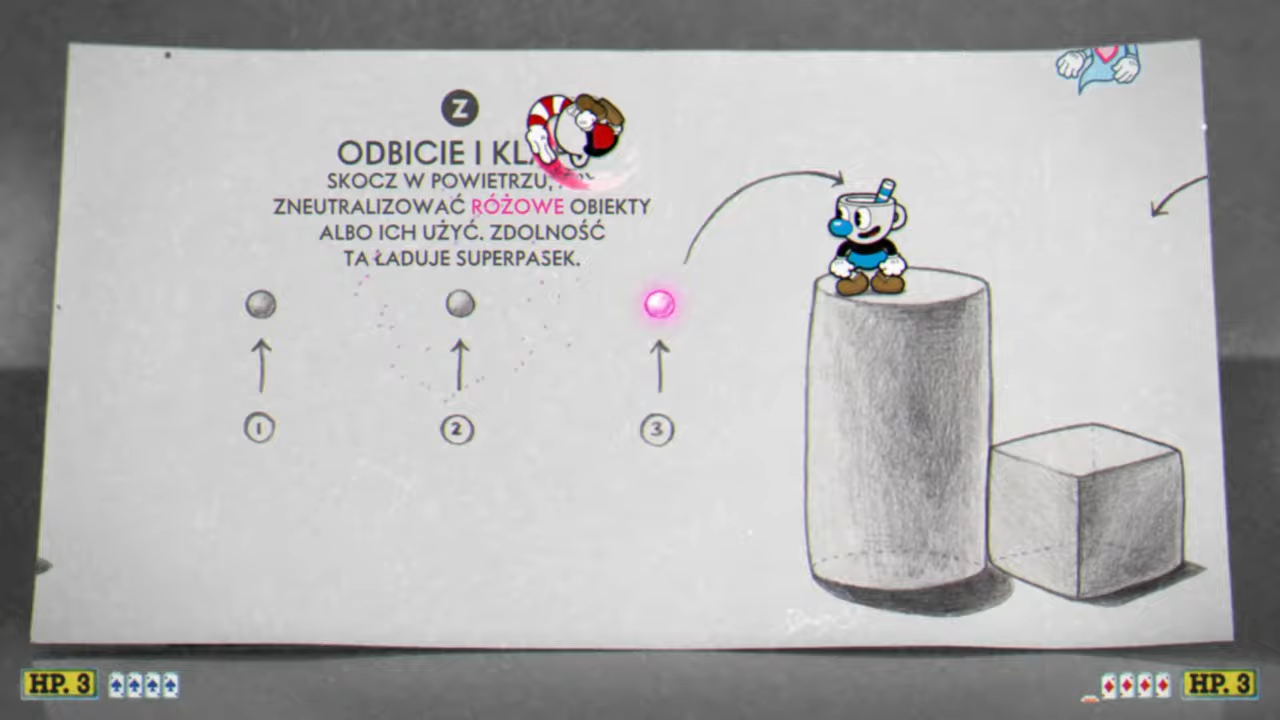 Z
ODBICIE I
SKOCZ W POWIETRZU,
ZNEUTRALIZOWAĆ RÓŻOWE OBIEKTY
ALBO ICH UŻYĆ. ZDOLNOŚĆ
TA ŁADUJE SUPERPASEK.
1 2 3
HP. 3 HP. 3